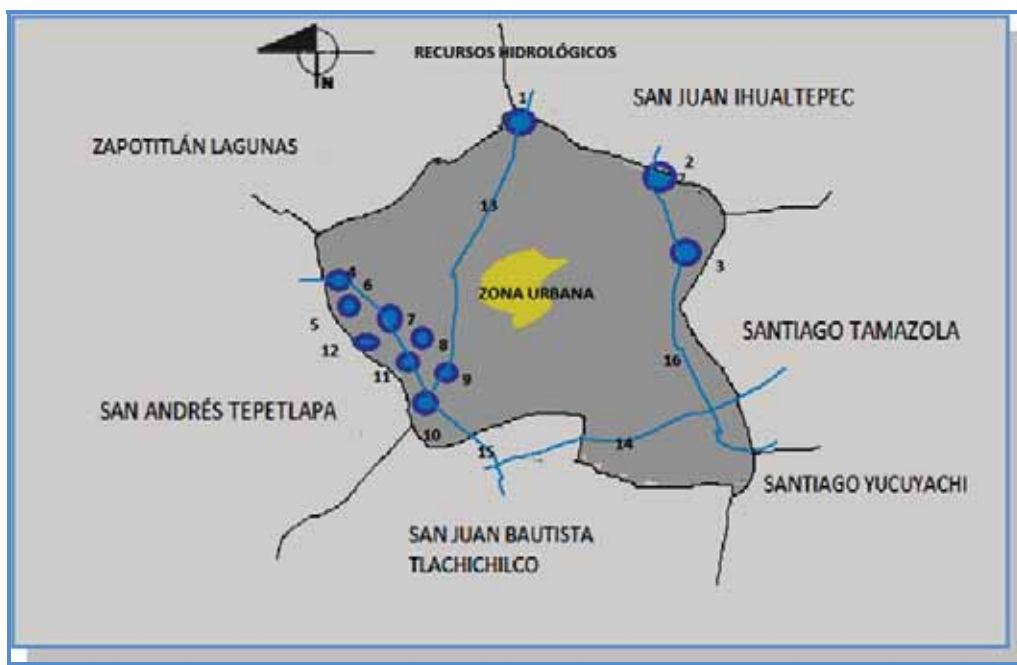 RECURSOS HIDROLÓGICOS
N
SAN JUAN IHUALTEPEC
1
ZAPOTITLÁN LAGUNAS
2
13
3
4
6
ZONA URBANA
5
7
SANTIAGO TAMAZOLA
12
8
11
9
16
SAN ANDRÉS TEPETLAPA
10
15
14
SANTIAGO YUCUYACHI
SAN JUAN BAUTISTA
TLACHICHILCO